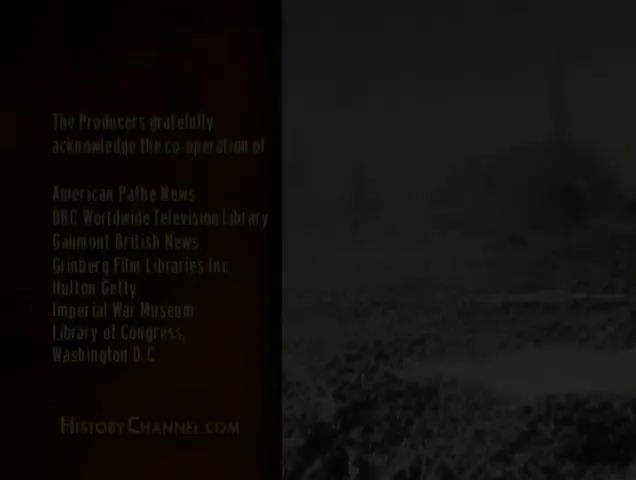 The Producers gratefully
acknowledge the co-operation of
American Pathe News
BBC Worldwide Television Library
Gaumont British News
Grinberg Film Libraries Inc.
Hulton Getty
Imperial War Museum
Library of Congress,
Washington D.C
HISTORYCHANNEL.COM